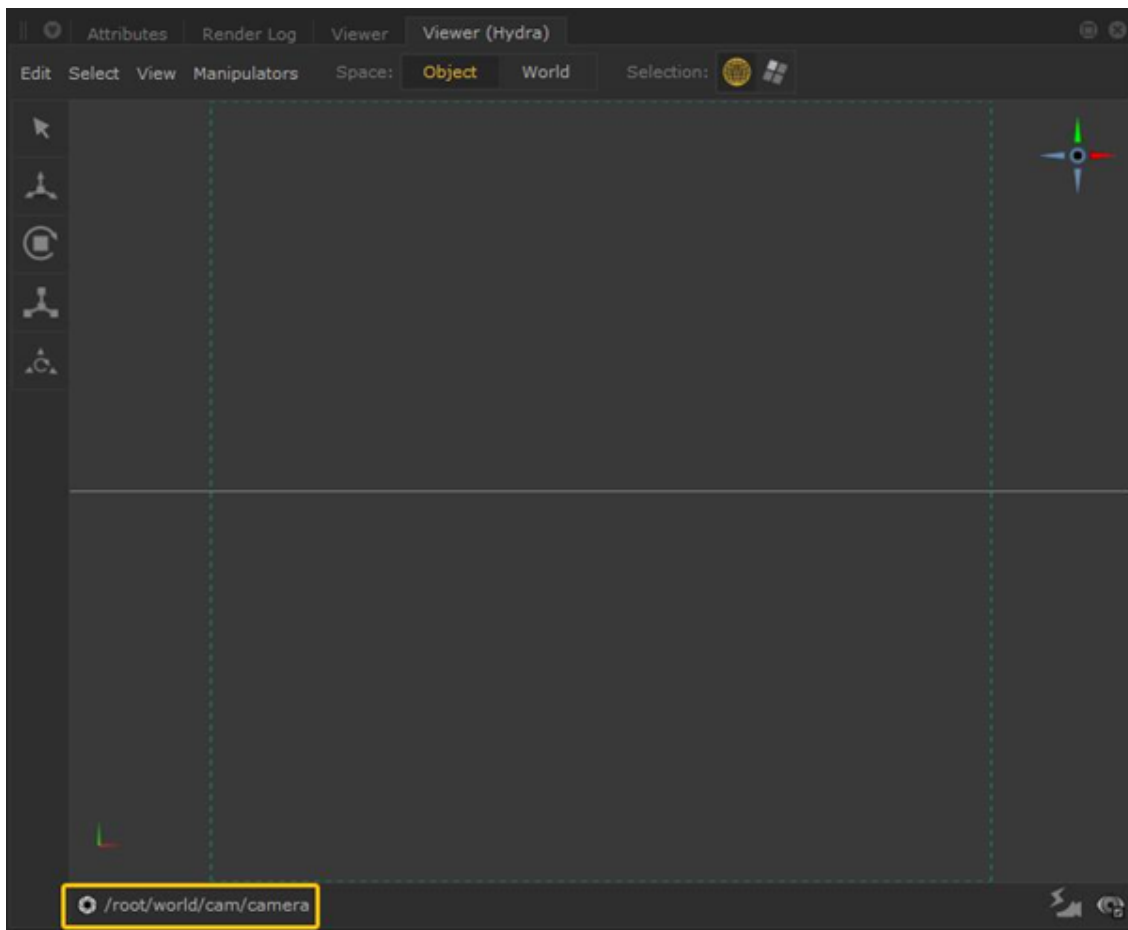 Attributes Render Log Viewer Viewer (Hydra)
Edit Select View Manipulators Space: Object World Selection:
/root/world/cam/camera